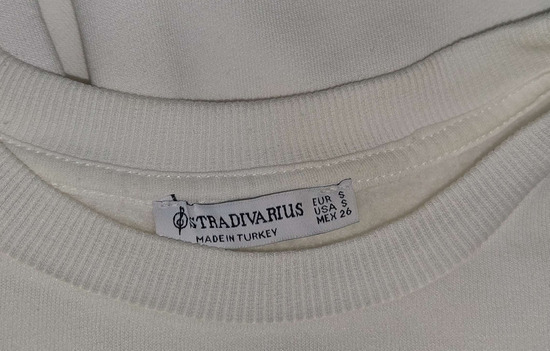 STRADIVARIUS
MADE IN TURKEY
EUR S
USA S
MEX 26